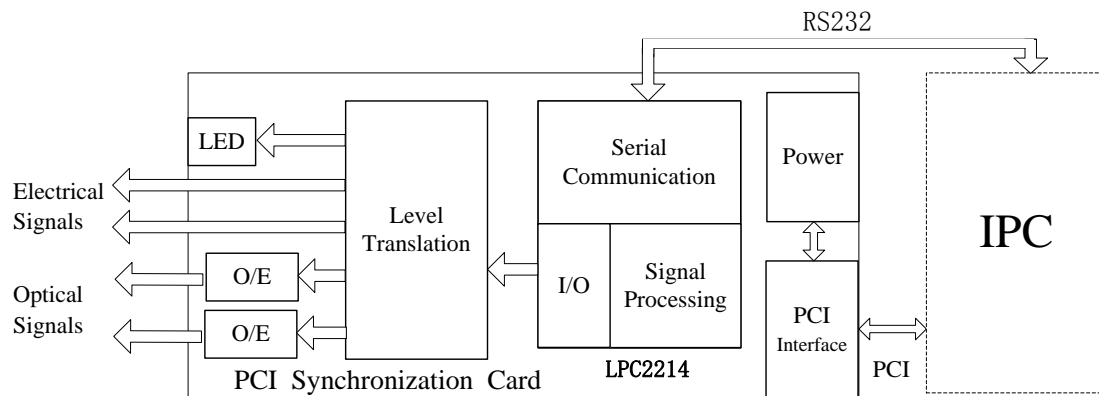 RS232
LED
Serial
Communication
Power
Electrical
Signals
Level
Translation
IPC
O/E
I/O
Signal
Processing
Optical
Signals
O/E
PCI
Interface
LPC2214
PCI
PCI Synchronization Card